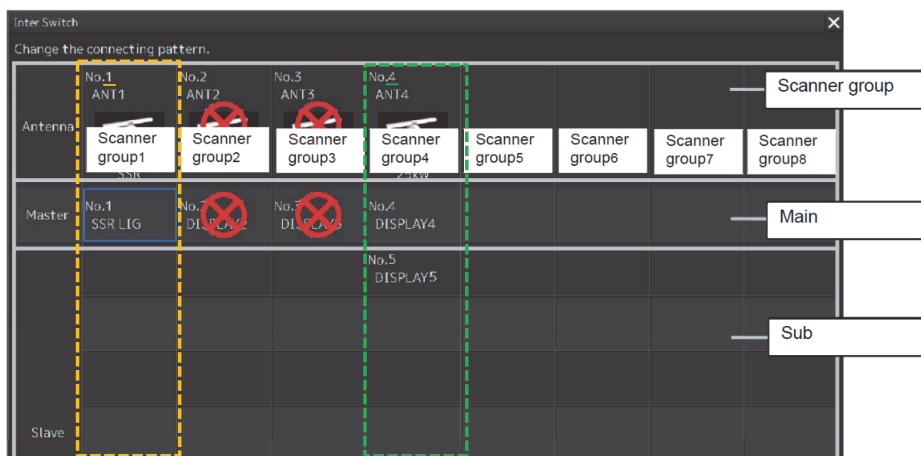 Inter Switch
Change the connecting pattern.
Antenna
No.1
ANT1
No.2
ANT2
No.3
ANT3
No.4
ANT4
Scanner group
Scanner
group1
Scanner
group2
Scanner
group3
Scanner
group4
Scanner
group5
Scanner
group6
Scanner
group7
Scanner
group8
SSR
25kW
Master
No.1
SSR LIG
No.4
DISPLAY4
Main
No.5
DISPLAY5
Sub
Slave